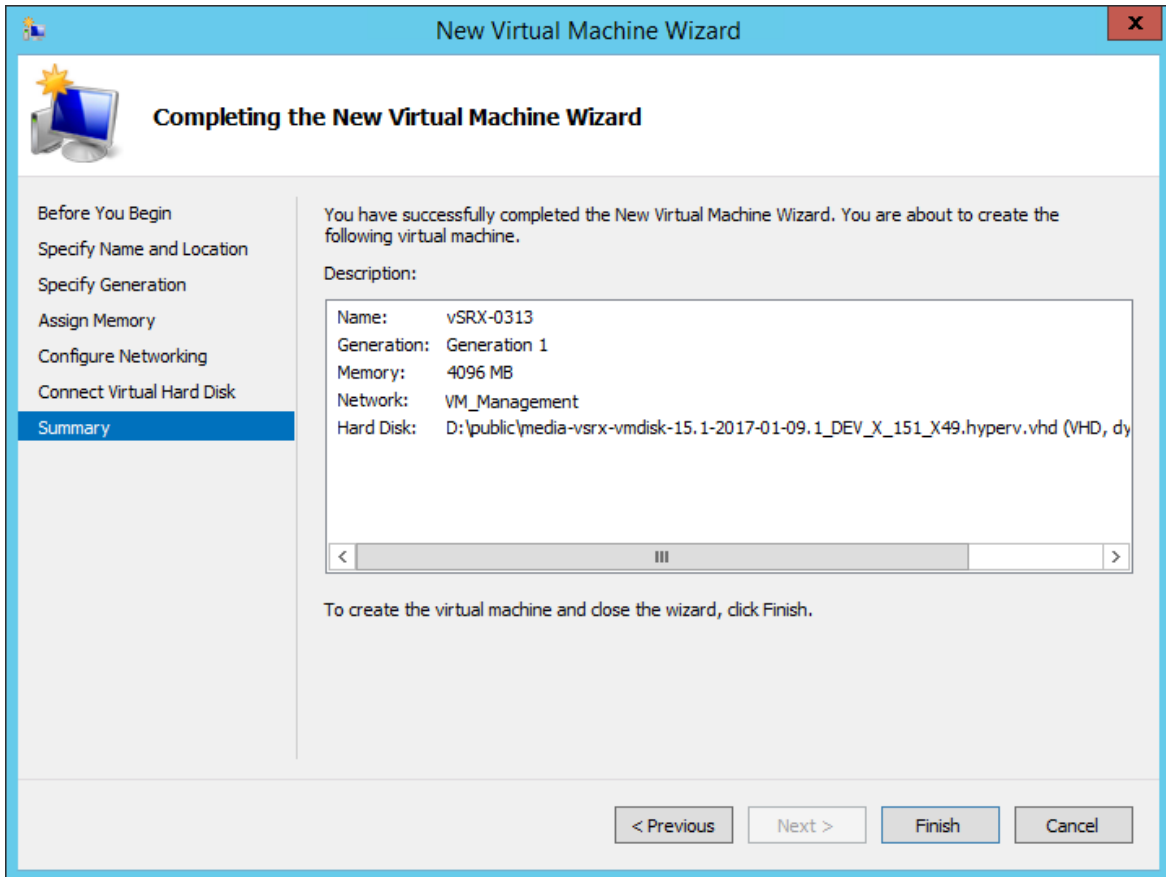 New Virtual Machine Wizard
x
Completing the New Virtual Machine Wizard
Before You Begin
Specify Name and Location
Specify Generation
Assign Memory
Configure Networking
Connect Virtual Hard Disk
Summary
You have successfully completed the New Virtual Machine Wizard. You are about to create the
following virtual machine.
Description:
Name: vSRX-0313
Generation: Generation 1
Memory: 4096 MB
Network: VM_Management
Hard Disk: D:\public\media-vsrx-vmdisk-15.1-2017-01-09.1_DEV_X_151_X49.hyperv.vhd (VHD, dy
To create the virtual machine and close the wizard, click Finish.
< Previous
Next >
Finish
Cancel